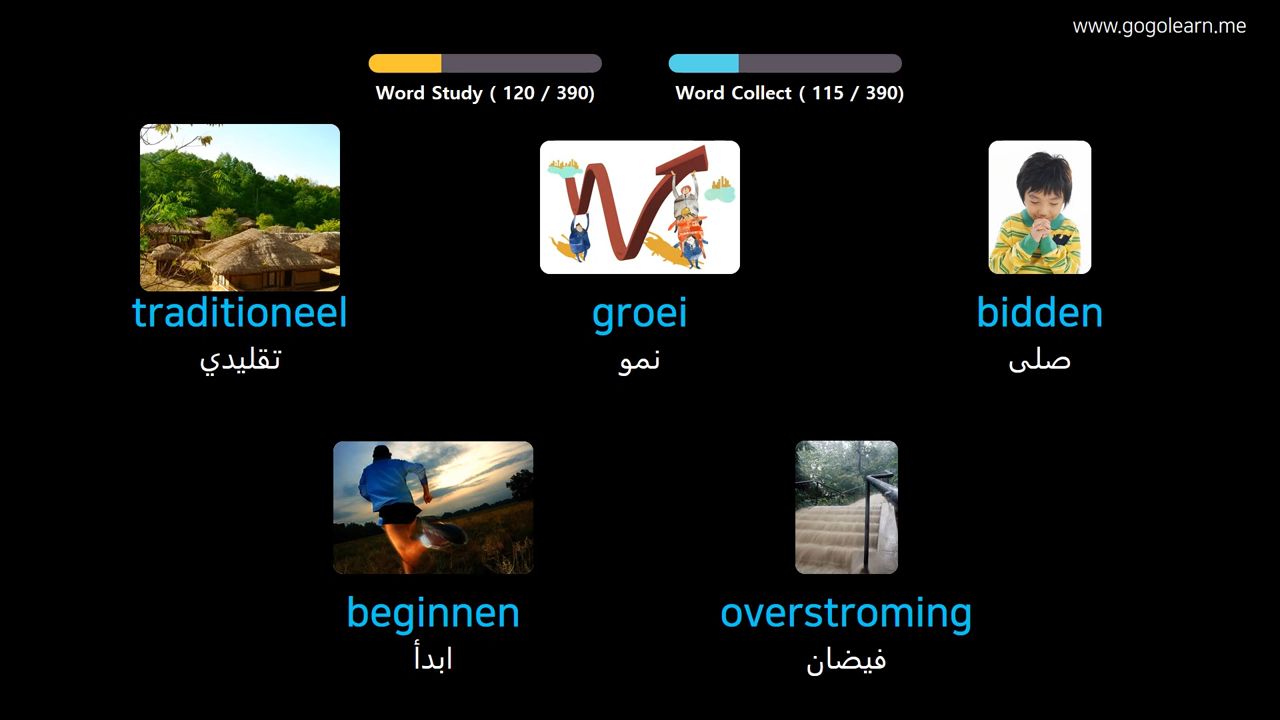 www.gogolearn.me
Word Study ( 120 / 390)
Word Collect ( 115 / 390)
traditioneel
تقليدي
groei
نمو
bidden
صلى
beginnen
ابدأ
overstroming
فيضان